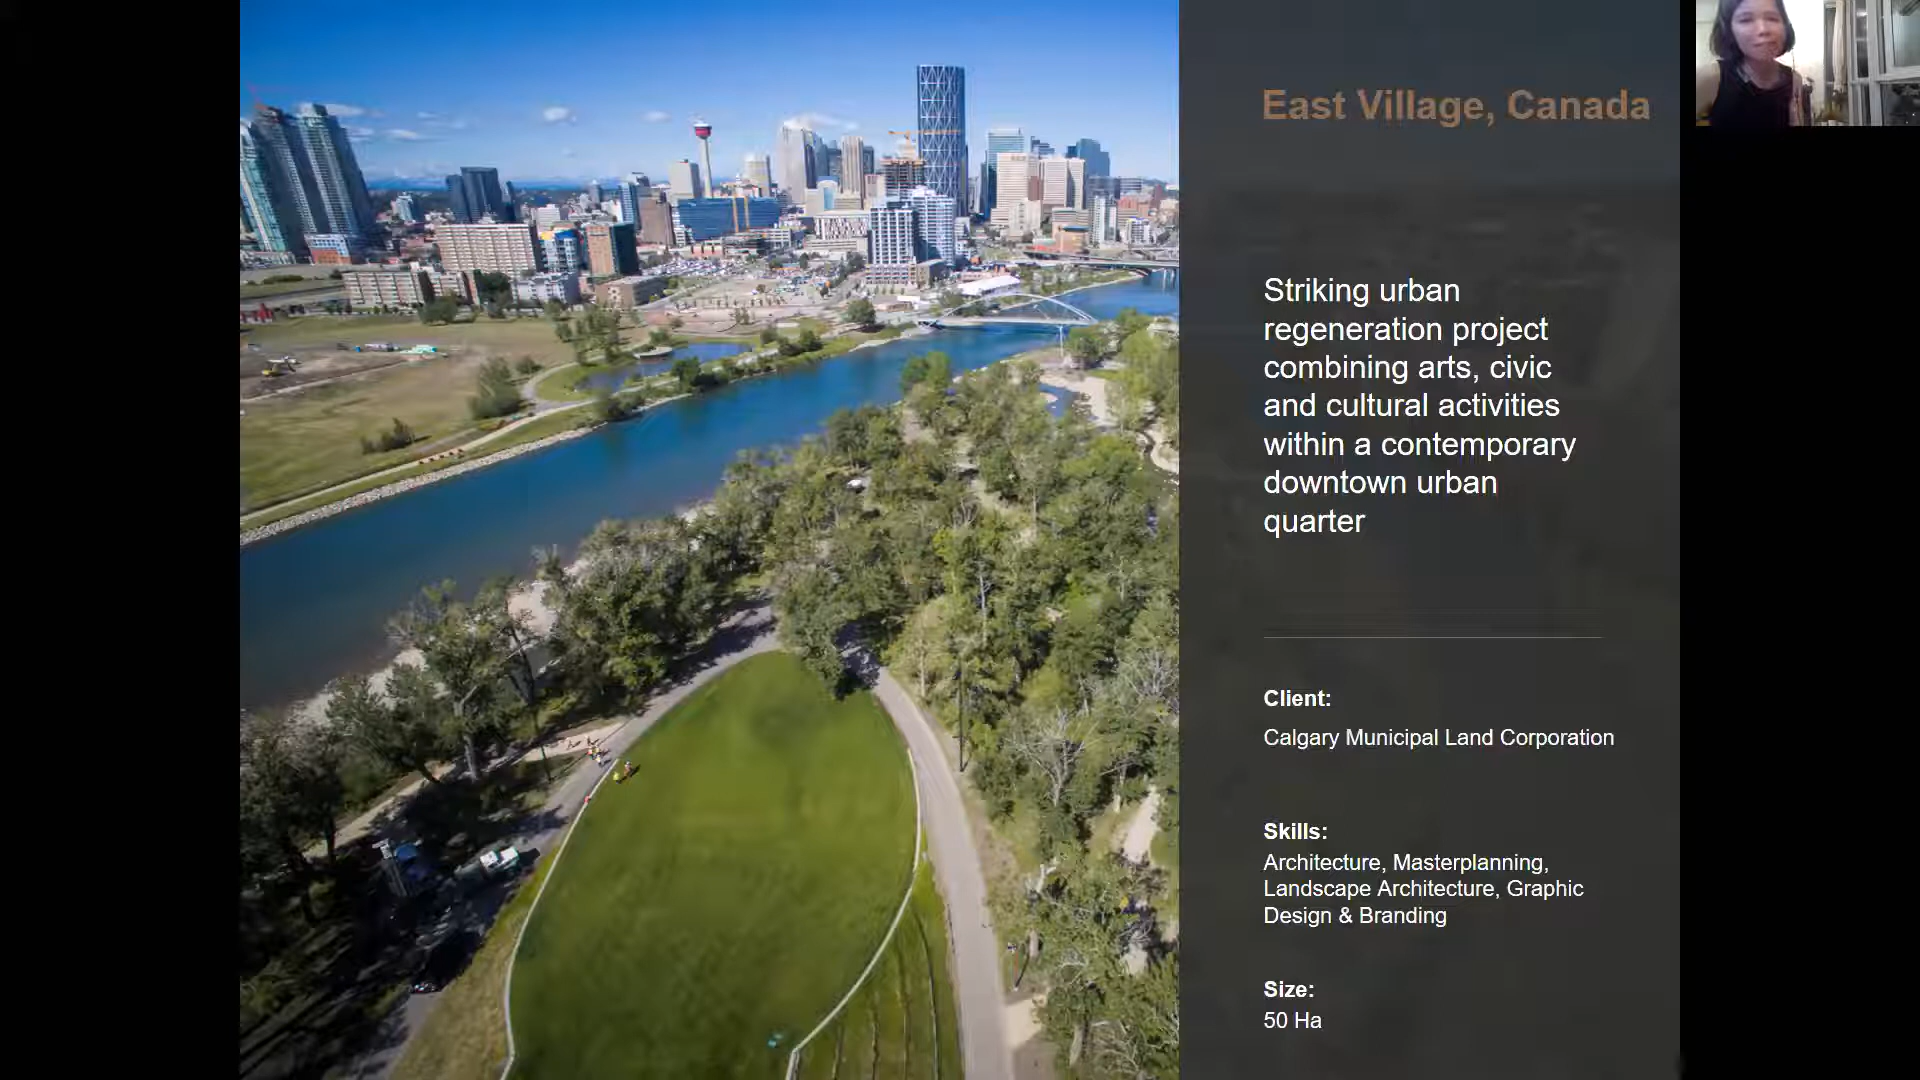 East Village, Canada
Striking urban
regeneration project
combining arts, civic
and cultural activities
within a contemporary
downtown urban
quarter
Client:
Calgary Municipal Land Corporation
Skills:
Architecture, Masterplanning,
Landscape Architecture, Graphic
Design & Branding
Size:
50 Ha